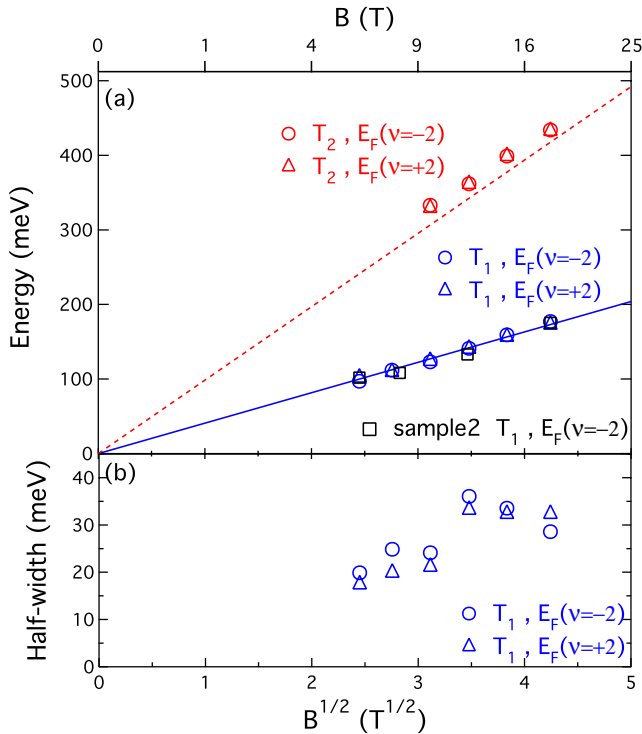 B (T)
0 1 4 9 16 25
500
(a)
T2 , EF(ν=−2)
400
T2 , EF(ν=+2)
300
T1 , EF(ν=−2)
T1 , EF(ν=+2)
200
Energy (meV)
100
sample2 T1 , EF(ν=−2)
0
(b)
40
30
20
Half-width (meV)
T1 , EF(ν=−2)
10
T1 , EF(ν=+2)
0
0 1 2 3 4 5
B1/2 (T1/2)